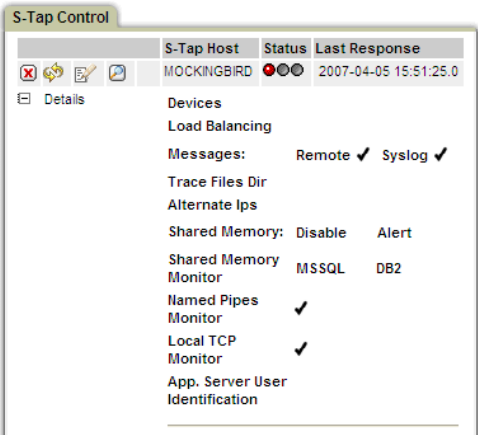 S-Tap Control
S-Tap Host Status Last Response
MOCKINGBIRD 2007-04-05 15:51:25.0
Details
Devices
Load Balancing
Messages: Remote ✔ Syslog ✔
Trace Files Dir
Alternate Ips
Shared Memory: Disable Alert
Shared Memory
Monitor MSSQL DB2
Named Pipes
Monitor ✔
Local TCP
Monitor ✔
App. Server User
Identification